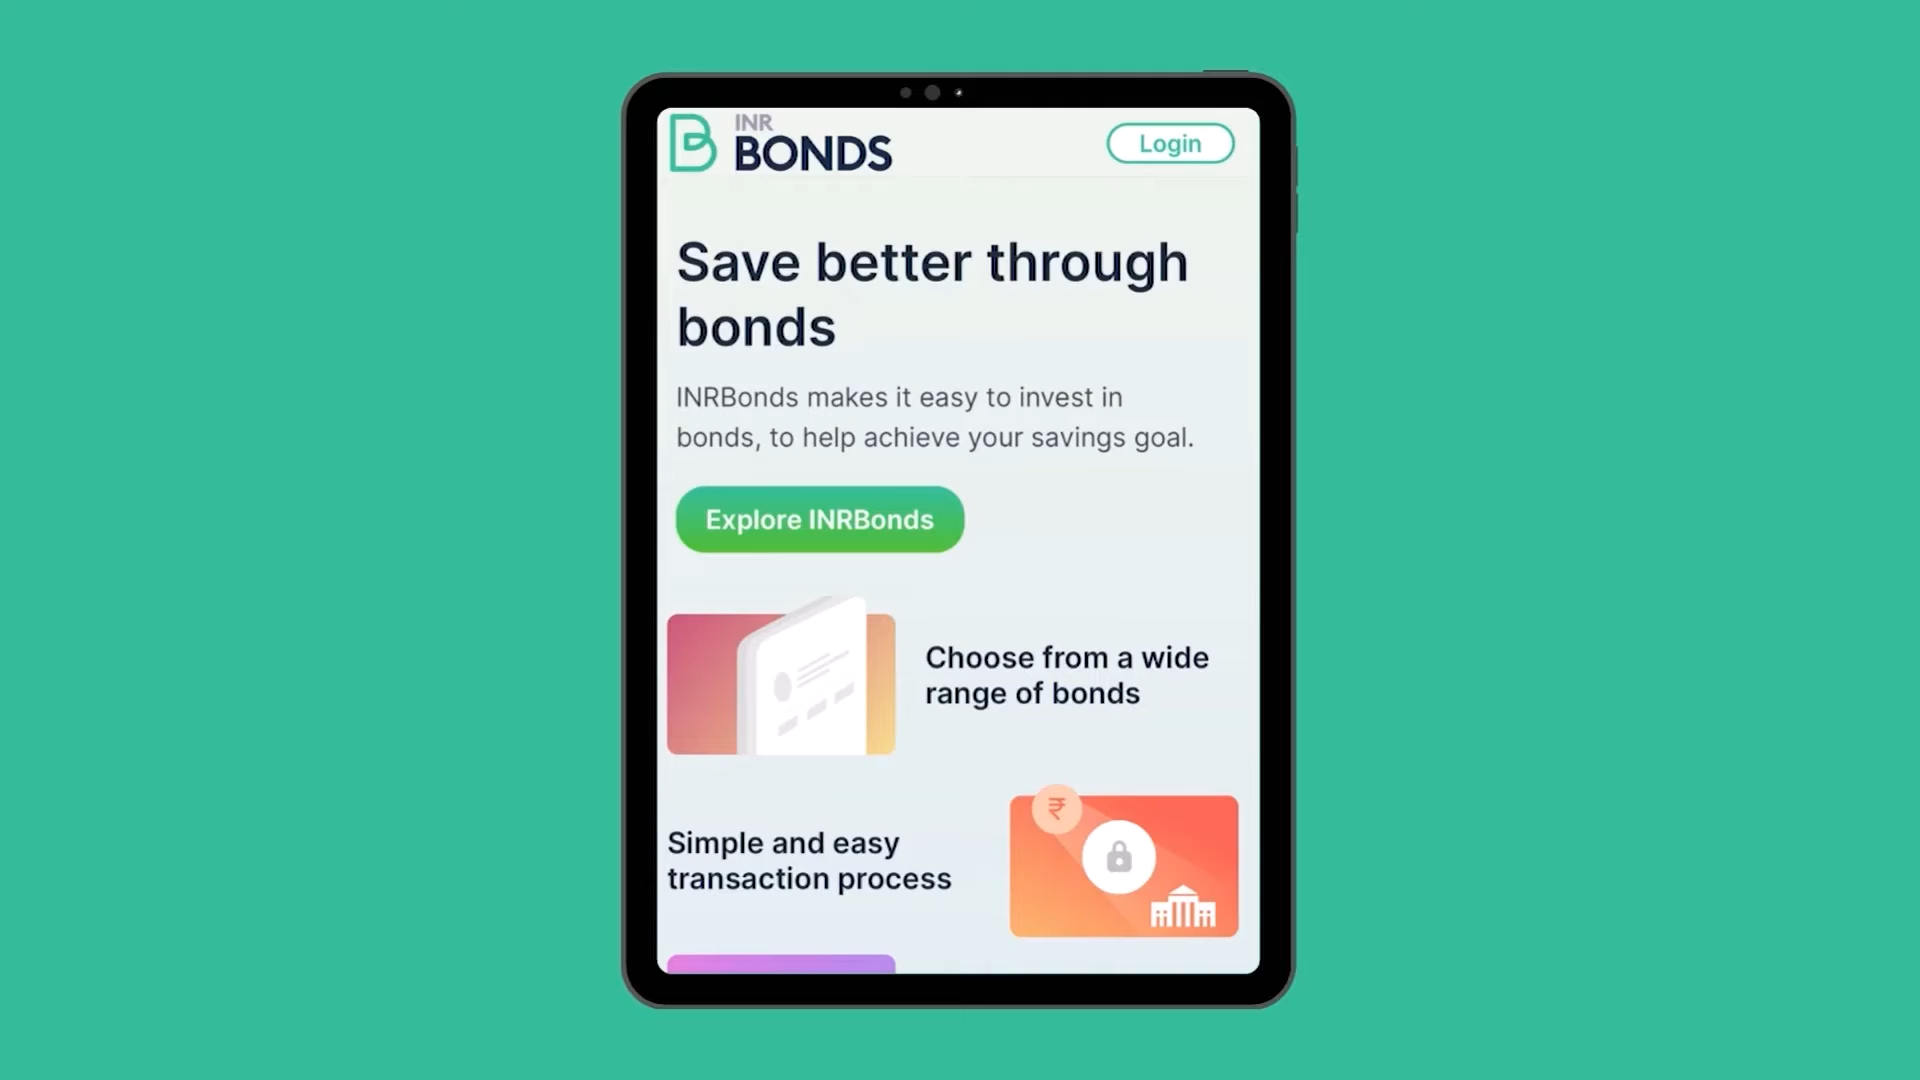 INR
BONDS
Login
Save better through
bonds
INRBonds makes it easy to invest in
bonds, to help achieve your savings goal.
Explore INRBonds
Choose from a wide
range of bonds
₹
Simple and easy
transaction process